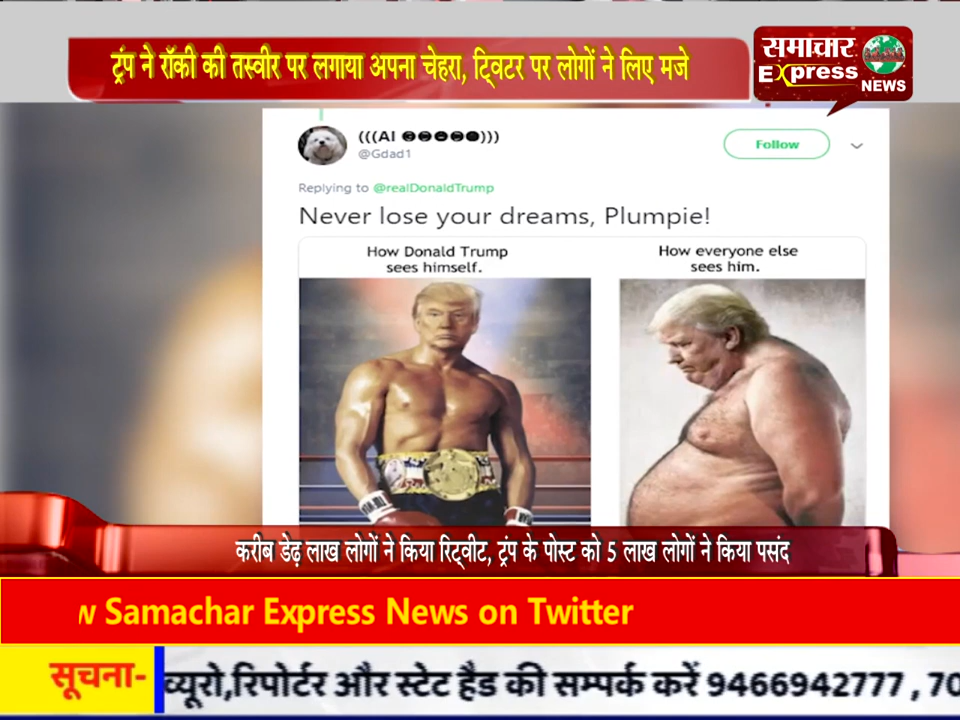 ट्रंप ने रॉकी की तस्वीर पर लगाया अपना चेहरा, ट्विटर पर लोगों ने लिए मजे
समाचार
Express
NEWS
@Gdad1
Follow
Replying to @realDonaldTrump
Never lose your dreams, Plumpie!
How Donald Trump
sees himself.
How everyone else
sees him.
करीब डेढ़ लाख लोगों ने किया रिट्वीट, ट्रंप के पोस्ट को 5 लाख लोगों ने किया पसंद
w Samachar Express News on Twitter
सूचना-
ब्यूरो,रिपोर्टर और स्टेट हैड की सम्पर्क करें 9466942777 , 70